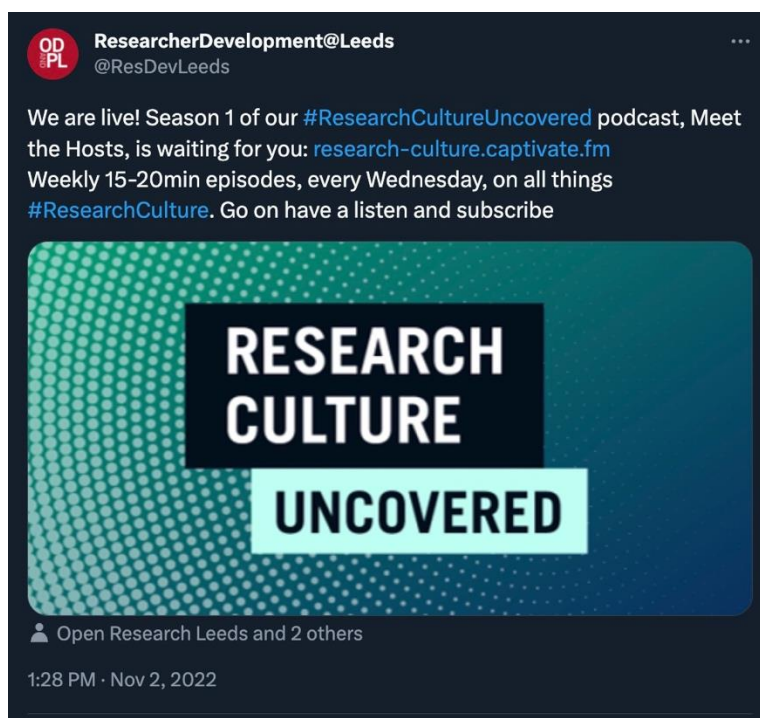 OD
AND
PL
ResearcherDevelopment@Leeds
@ResDevLeeds
We are live! Season 1 of our #ResearchCultureUncovered podcast, Meet
the Hosts, is waiting for you: research-culture.captivate.fm
Weekly 15-20min episodes, every Wednesday, on all things
#ResearchCulture. Go on have a listen and subscribe
RESEARCH
CULTURE
UNCOVERED
Open Research Leeds and 2 others
1:28 PM · Nov 2, 2022